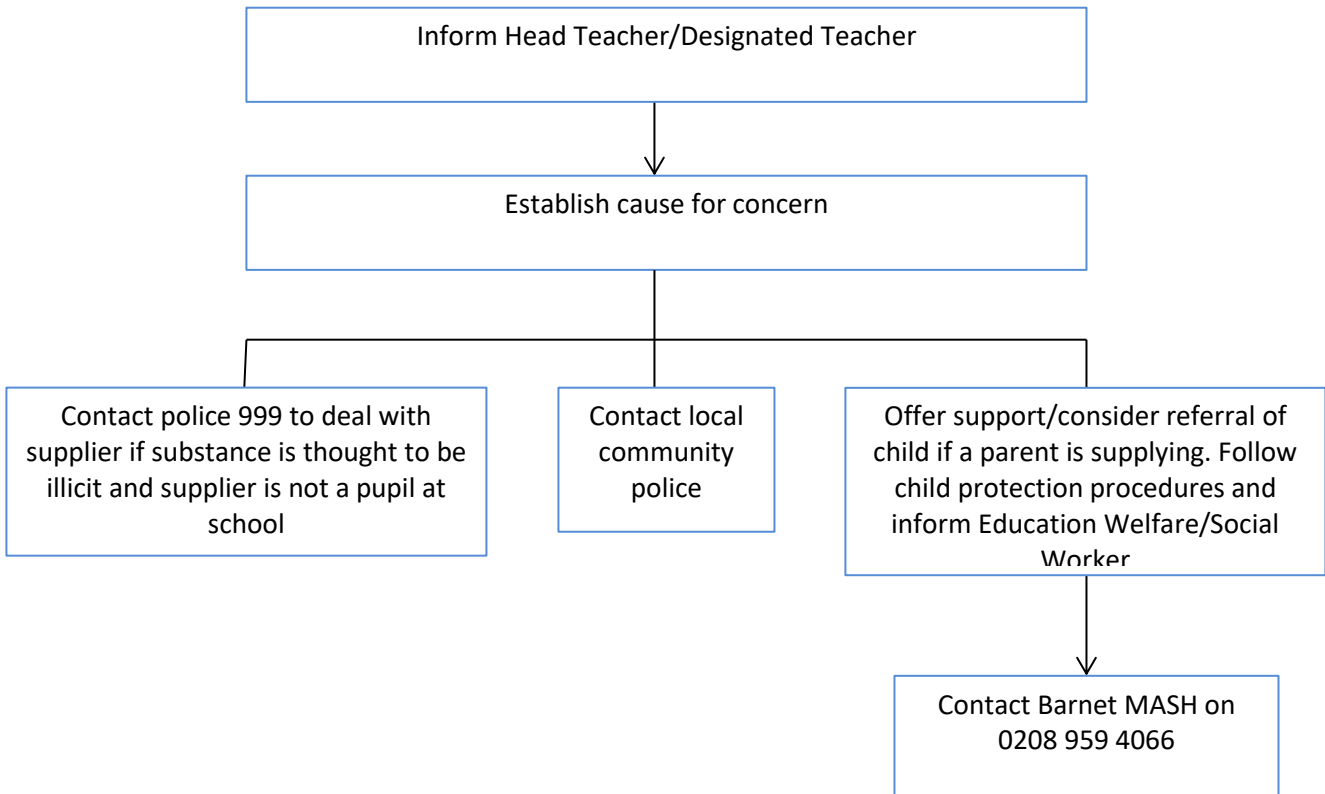 Inform Head Teacher/Designated Teacher
Establish cause for concern
Contact police 999 to deal with
supplier if substance is thought to be
illicit and supplier is not a pupil at
school
Contact local
community
police
Offer support/consider referral of
child if a parent is supplying. Follow
child protection procedures and
inform Education Welfare/Social
Worker
Contact Barnet MASH on
0208 959 4066